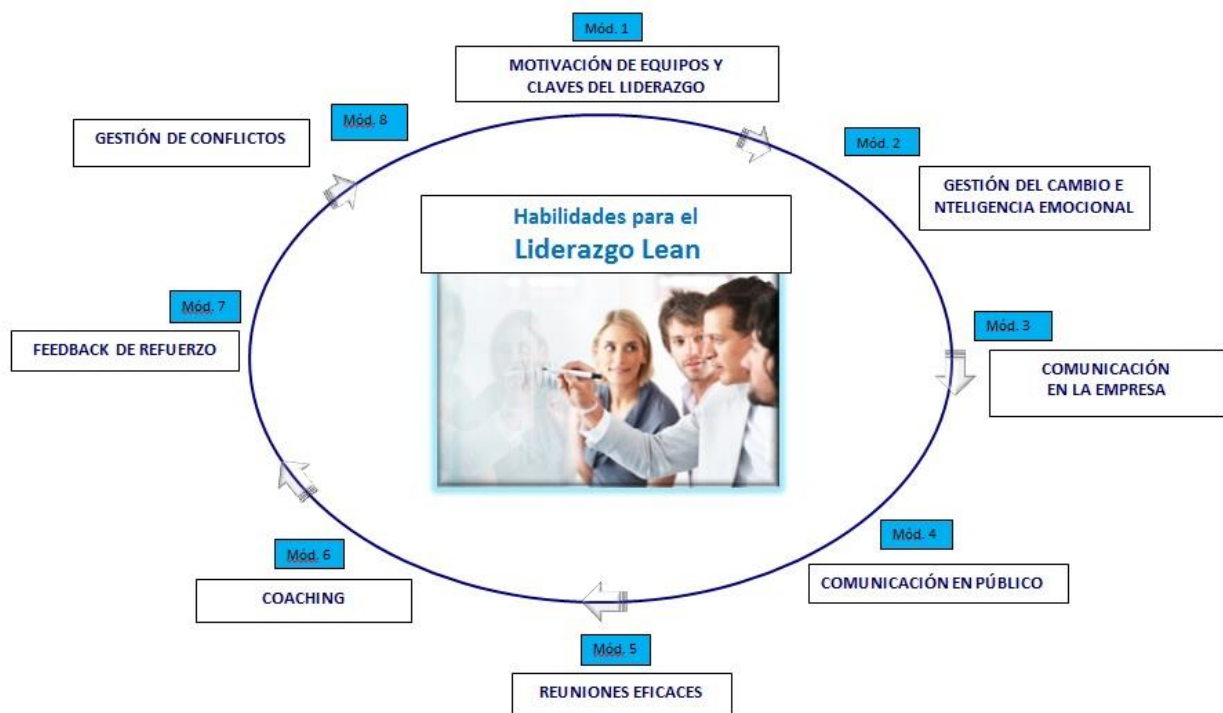 Mód. 1
MOTIVACIÓN DE EQUIPOS Y
CLAVES DEL LIDERAZGO
Mód. 2
GESTIÓN DEL CAMBIO E
NTELIGENCIA EMOCIONAL
Mód. 3
COMUNICACIÓN
EN LA EMPRESA
Mód. 4
COMUNICACIÓN EN PÚBLICO
Mód. 5
REUNIONES EFICACES
Mód. 6
COACHING
Mód. 7
FEEDBACK DE REFUERZO
Mód. 8
GESTIÓN DE CONFLICTOS
Habilidades para el
Liderazgo Lean